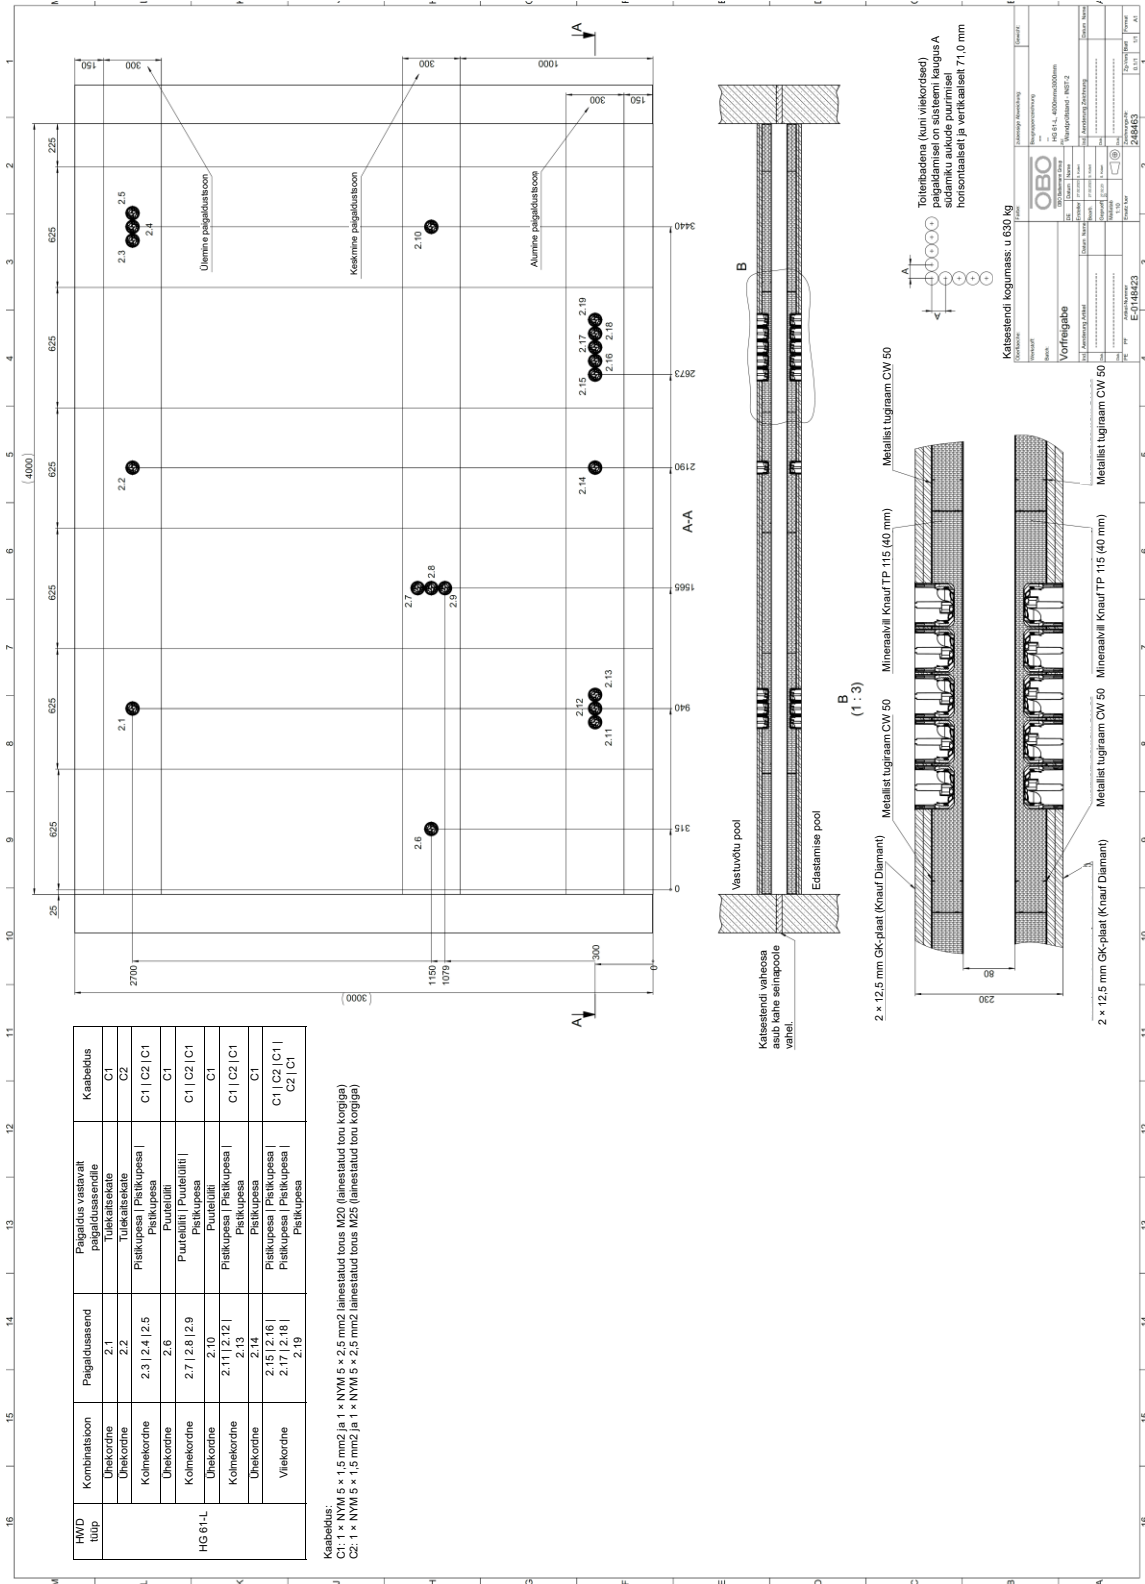 HWD tüüp
Kombinatsioon
Paigaldusasend
Paigaldus vastavalt paigaldusasendile
Kaabeldus
HG 61-L
Ühekordne
2.1
Tulekaitsekate
C1
Ühekordne
2.2
Tulekaitsekate
C2
Kolmekordne
2.3 | 2.4 | 2.5
Pistikupesa | Pistikupesa |
Pistikupesa
C1 | C2 | C1
Ühekordne
2.6
Puutelüliti
C1
Kolmekordne
2.7 | 2.8 | 2.9
Puutelüliti | Puutelüliti |
Pistikupesa
C1 | C2 | C1
Ühekordne
2.10
Puutelüliti
C1
Kolmekordne
2.11 | 2.12 |
2.13
Pistikupesa | Pistikupesa |
Pistikupesa
C1 | C2 | C1
Ühekordne
2.14
Pistikupesa
C1
Viiekordne
2.15 | 2.16 |
2.17 | 2.18 |
2.19
Pistikupesa | Pistikupesa |
Pistikupesa | Pistikupesa |
Pistikupesa
C1 | C2 | C1 |
C2 | C1
Kaabeldus:
C1: 1 × NYM 5 × 1,5 mm2 ja 1 × NYM 5 × 2,5 mm2 lainestatud torus M20 (lainestatud toru korgiga)
C2: 1 × NYM 5 × 1,5 mm2 ja 1 × NYM 5 × 2,5 mm2 lainestatud torus M25 (lainestatud toru korgiga)
(4000)
25
625
625
625
625
625
625
225
150
300
300
1000
300
150
(3000)
2700
1150
1079
300
0
0
315
940
1565
2190
2673
3440
2.1
2.2
2.3
2.4
2.5
2.6
2.7
2.8
2.9
2.10
2.11
2.12
2.13
2.14
2.15
2.16
2.17
2.18
2.19
Ülemine paigaldustsoon
Keskmine paigaldustsoon
Alumine paigaldustsoon
A
A
A-A
Vastuvõtu pool
Edastamise pool
Katsestendi vaheosa
asub kahe seinapoole
vahel.
B
B
(1 : 3)
2 × 12,5 mm GK-plaat (Knauf Diamant)
Metallist tugiraam CW 50
Mineraalvill Knauf TP 115 (40 mm)
Metallist tugiraam CW 50
80
230
2 × 12,5 mm GK-plaat (Knauf Diamant)
Metallist tugiraam CW 50
Mineraalvill Knauf TP 115 (40 mm)
Metallist tugiraam CW 50
A
A
Toiteribadena (kuni viiekordsed)
paigaldamisel on süsteemi kaugus A
südamiku aukude puurimisel
horisontaalselt ja vertikaalselt 71,0 mm
Katsestendi kogumass: u 630 kg
Vorfreigabe
OBO
OBO Bettermann Group
HG 61-L, 4000mmx3000mm
Wandprüfstand - INST-2
1:10
E-0148423
248463
1/1
A1